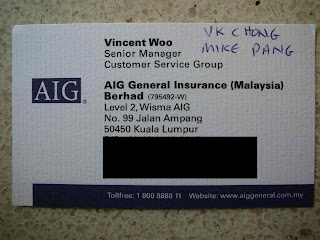 Vincent Woo
Senior Manager
Customer Service Group
VK CHONG
MIKE PANG
AIG®
AIG General Insurance (Malaysia)
Berhad (795492-W)
Level 2, Wisma AIG
No. 99 Jalan Ampang
50450 Kuala Lumpur
Tollfree: 1 800 8888 11 Website: www.aiggeneral.com.my